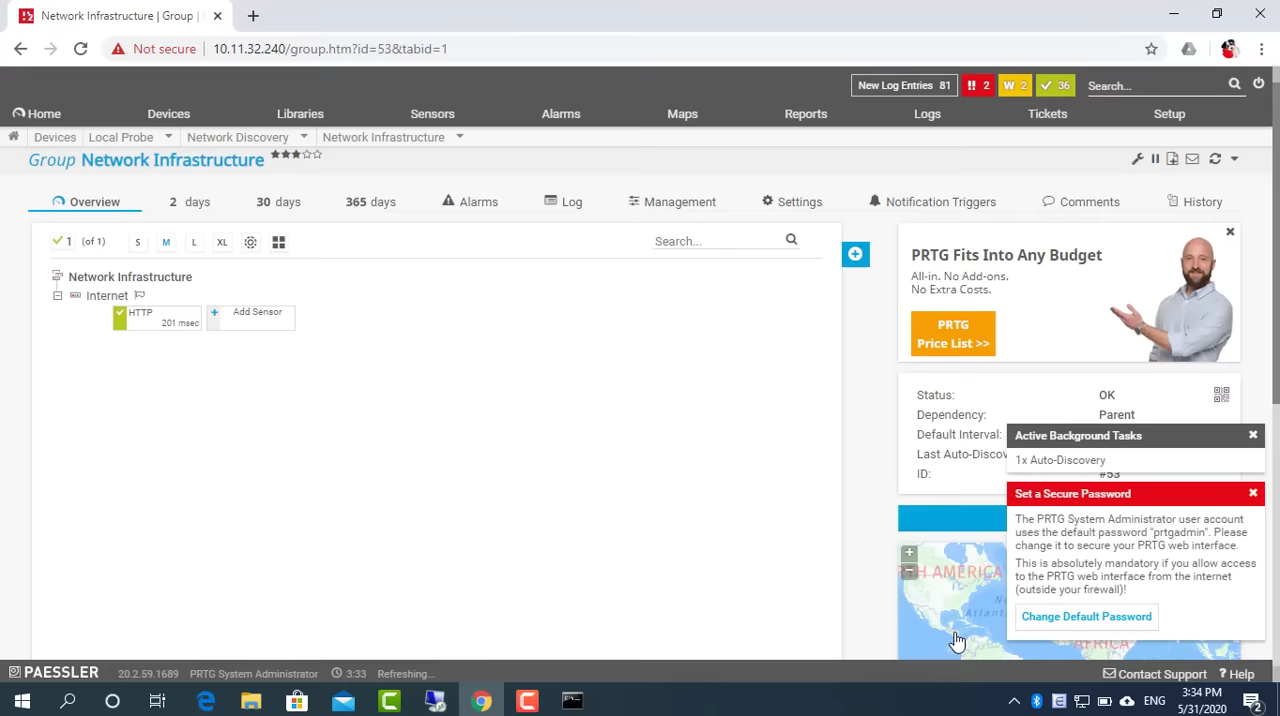 Network Infrastructure | Group |
Not secure 10.11.32.240/group.htm?id=53&tabid=1
New Log Entries 81 !! 2 W 2 36 Search...
Home Devices Libraries Sensors Alarms Maps Reports Logs Tickets Setup
Devices Local Probe Network Discovery Network Infrastructure
Group Network Infrastructure
Overview 2 days 30 days 365 days Alarms Log Management Settings Notification Triggers Comments History
1 (of 1) S M L XL Search...
Network Infrastructure
Internet
HTTP
201 msec
Add Sensor
PRTG Fits Into Any Budget
All-in. No Add-ons.
No Extra Costs.
PRTG
Price List >>
Status: OK
Dependency: Parent
Default Interval:
Last Auto-Discov
ID: #53
Active Background Tasks
1x Auto-Discovery
Set a Secure Password
The PRTG System Administrator user account
uses the default password "prtgadmin". Please
change it to secure your PRTG web interface.
This is absolutely mandatory if you allow access
to the PRTG web interface from the internet
(outside your firewall)!
Change Default Password
TH AMERICA
Atlanti
AFRICA
PAESSLER 20.2.59.1689 PRTG System Administrator 3:33 Refreshing... Contact Support ? Help
ENG
3:34 PM
5/31/2020
2